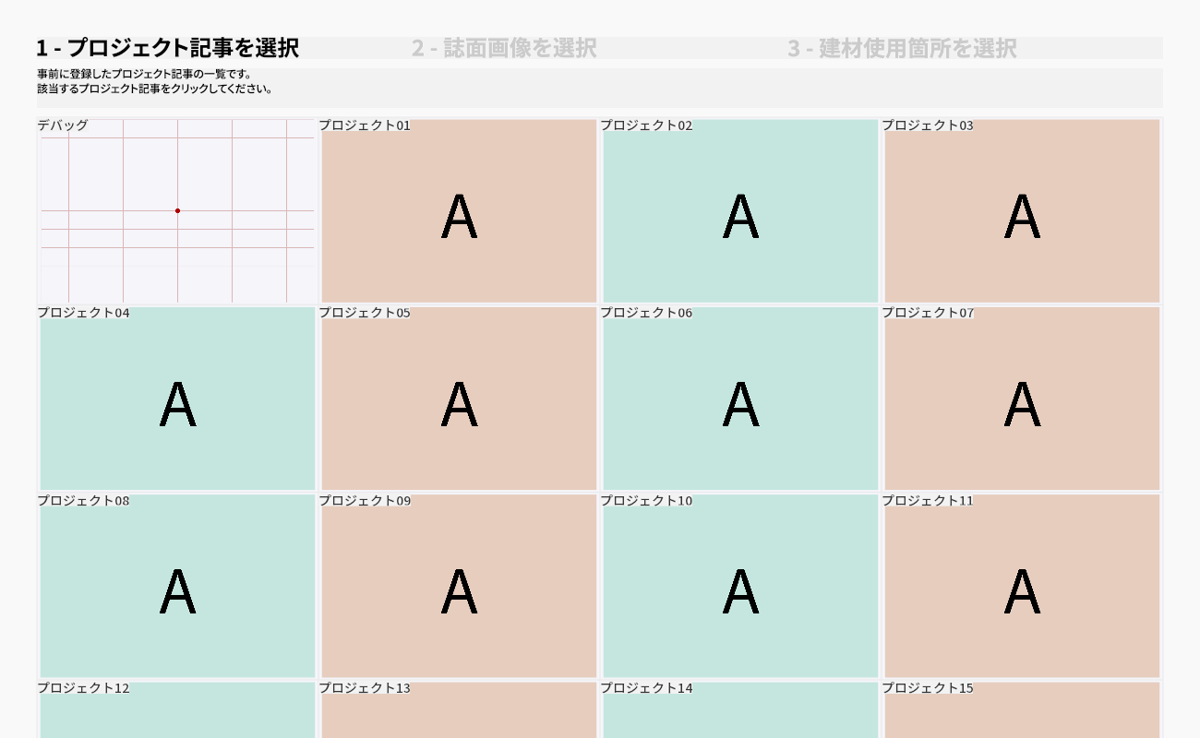 1 - プロジェクト記事を選択
2 - 誌面画像を選択
3 - 建材使用箇所を選択
事前に登録したプロジェクト記事の一覧です。
該当するプロジェクト記事をクリックしてください。
デバッグ
プロジェクト01
A
プロジェクト02
A
プロジェクト03
A
プロジェクト04
A
プロジェクト05
A
プロジェクト06
A
プロジェクト07
A
プロジェクト08
A
プロジェクト09
A
プロジェクト10
A
プロジェクト11
A
プロジェクト12
プロジェクト13
プロジェクト14
プロジェクト15